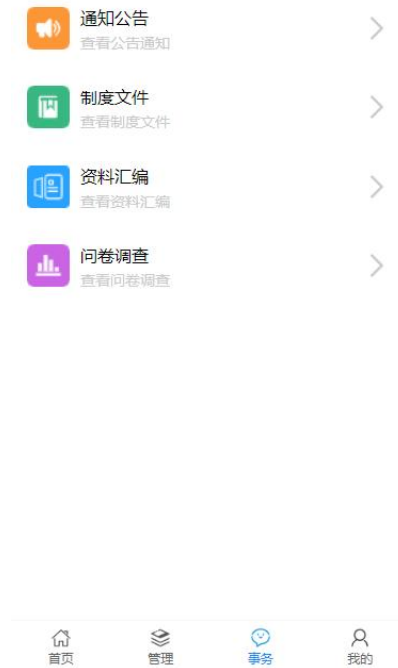 通知公告
查看公告通知
制度文件
查看制度文件
资料汇编
查看资料汇编
问卷调查
查看问卷调查
首页 管理 事务 我的